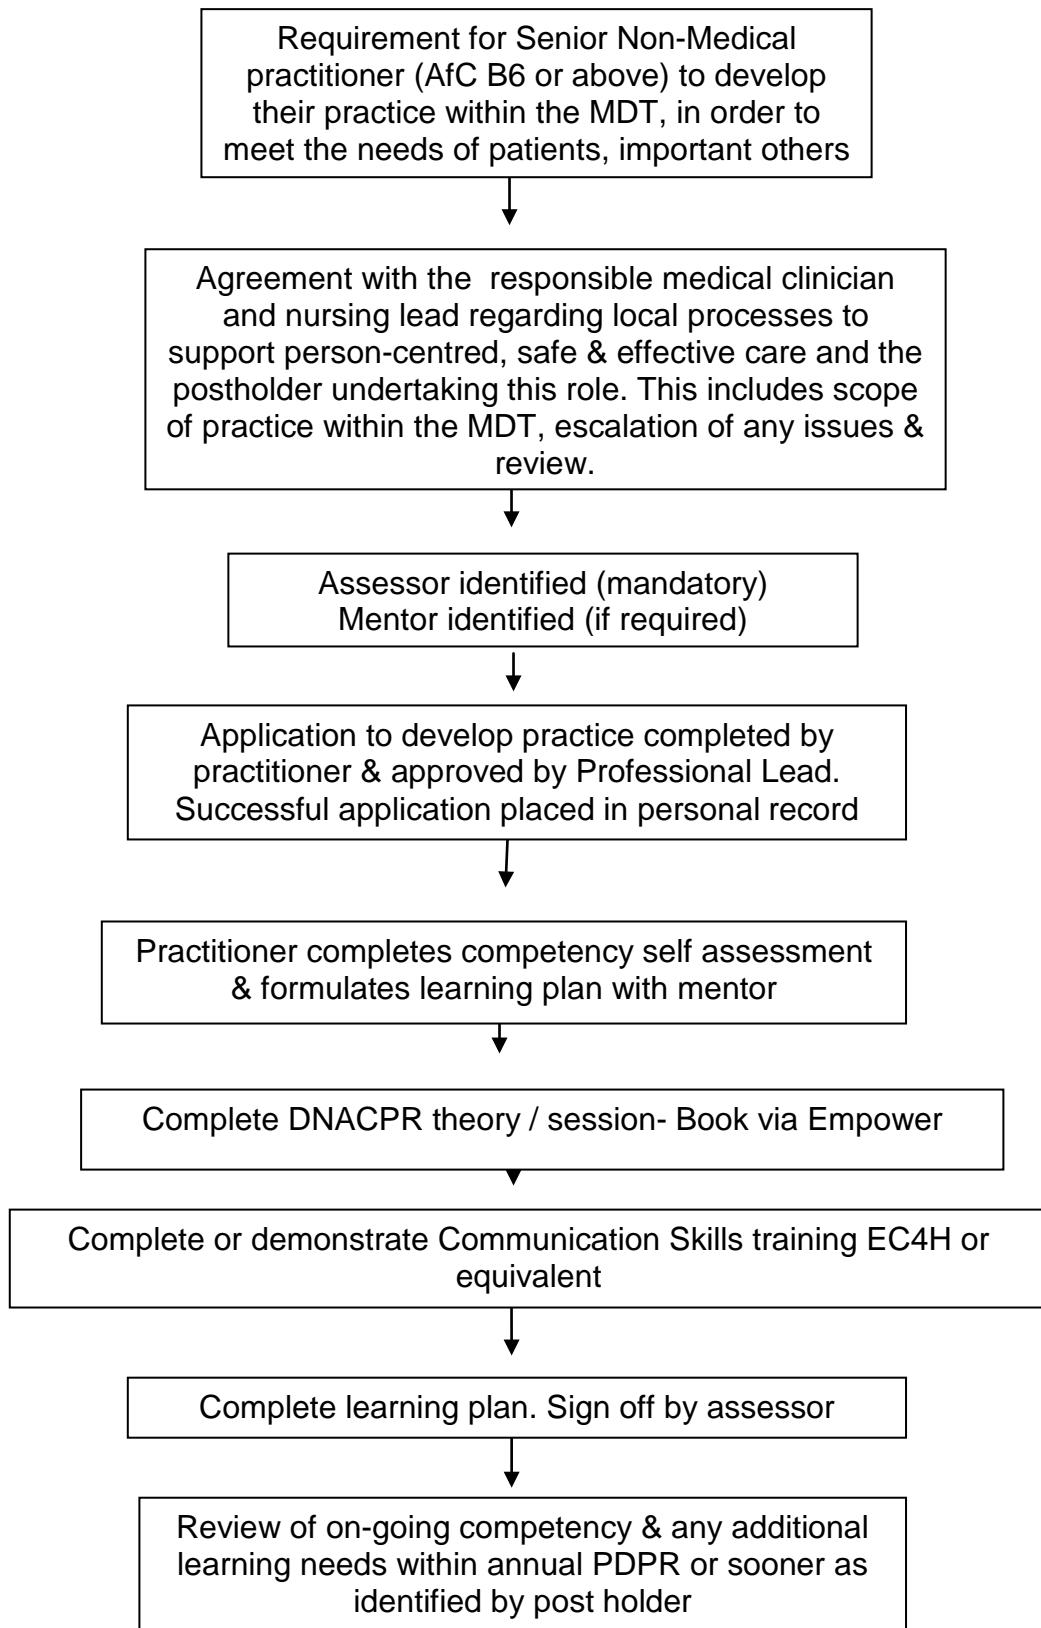 Requirement for Senior Non-Medical
practitioner (AfC B6 or above) to develop
their practice within the MDT, in order to
meet the needs of patients, important others
Agreement with the  responsible medical clinician
and nursing lead regarding local processes to
support person-centred, safe & effective care and the
postholder undertaking this role. This includes scope
of practice within the MDT, escalation of any issues &
review.
Assessor identified (mandatory)
Mentor identified (if required)
Application to develop practice completed by
practitioner & approved by Professional Lead.
Successful application placed in personal record
Practitioner completes competency self assessment
& formulates learning plan with mentor
Complete DNACPR theory / session- Book via Empower
Complete or demonstrate Communication Skills training EC4H or
equivalent
Complete learning plan. Sign off by assessor
Review of on-going competency & any additional
learning needs within annual PDPR or sooner as
identified by post holder